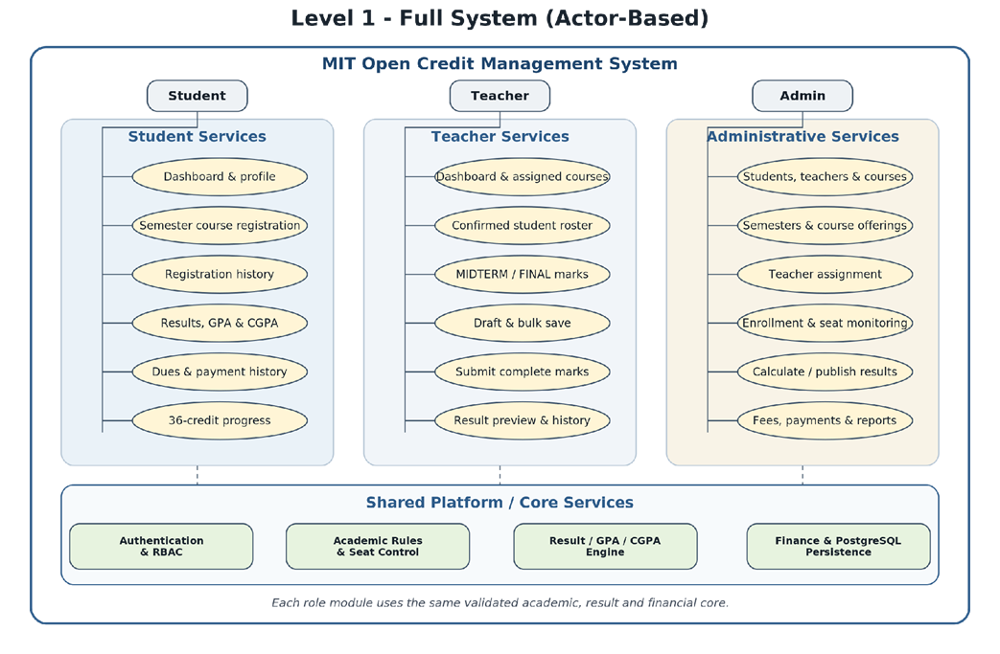 Level 1 - Full System (Actor-Based)
MIT Open Credit Management System
Student
Student Services
Dashboard & profile
Semester course registration
Registration history
Results, GPA & CGPA
Dues & payment history
36-credit progress
Teacher
Teacher Services
Dashboard & assigned courses
Confirmed student roster
MIDTERM / FINAL marks
Draft & bulk save
Submit complete marks
Result preview & history
Admin
Administrative Services
Students, teachers & courses
Semesters & course offerings
Teacher assignment
Enrollment & seat monitoring
Calculate / publish results
Fees, payments & reports
Shared Platform / Core Services
Authentication
& RBAC
Academic Rules
& Seat Control
Result / GPA / CGPA
Engine
Finance & PostgreSQL
Persistence
Each role module uses the same validated academic, result and financial core.